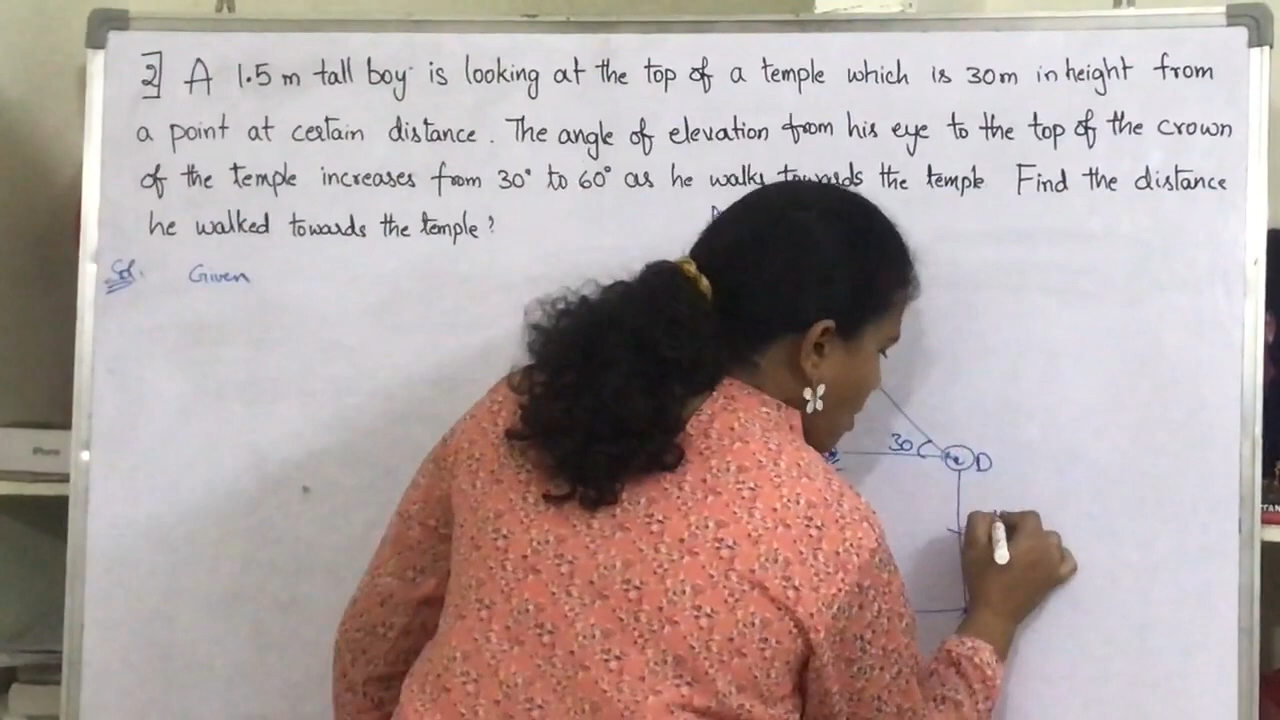 2] A 1.5 m tall boy is looking at the top of a temple which is 30m in height from
a point at certain distance. The angle of elevation from his eye to the top of the crown
of the temple increases from 30° to 60° as he walks towards the temple Find the distance
he walked towards the temple?
Sol. Given
30
D
iPhone